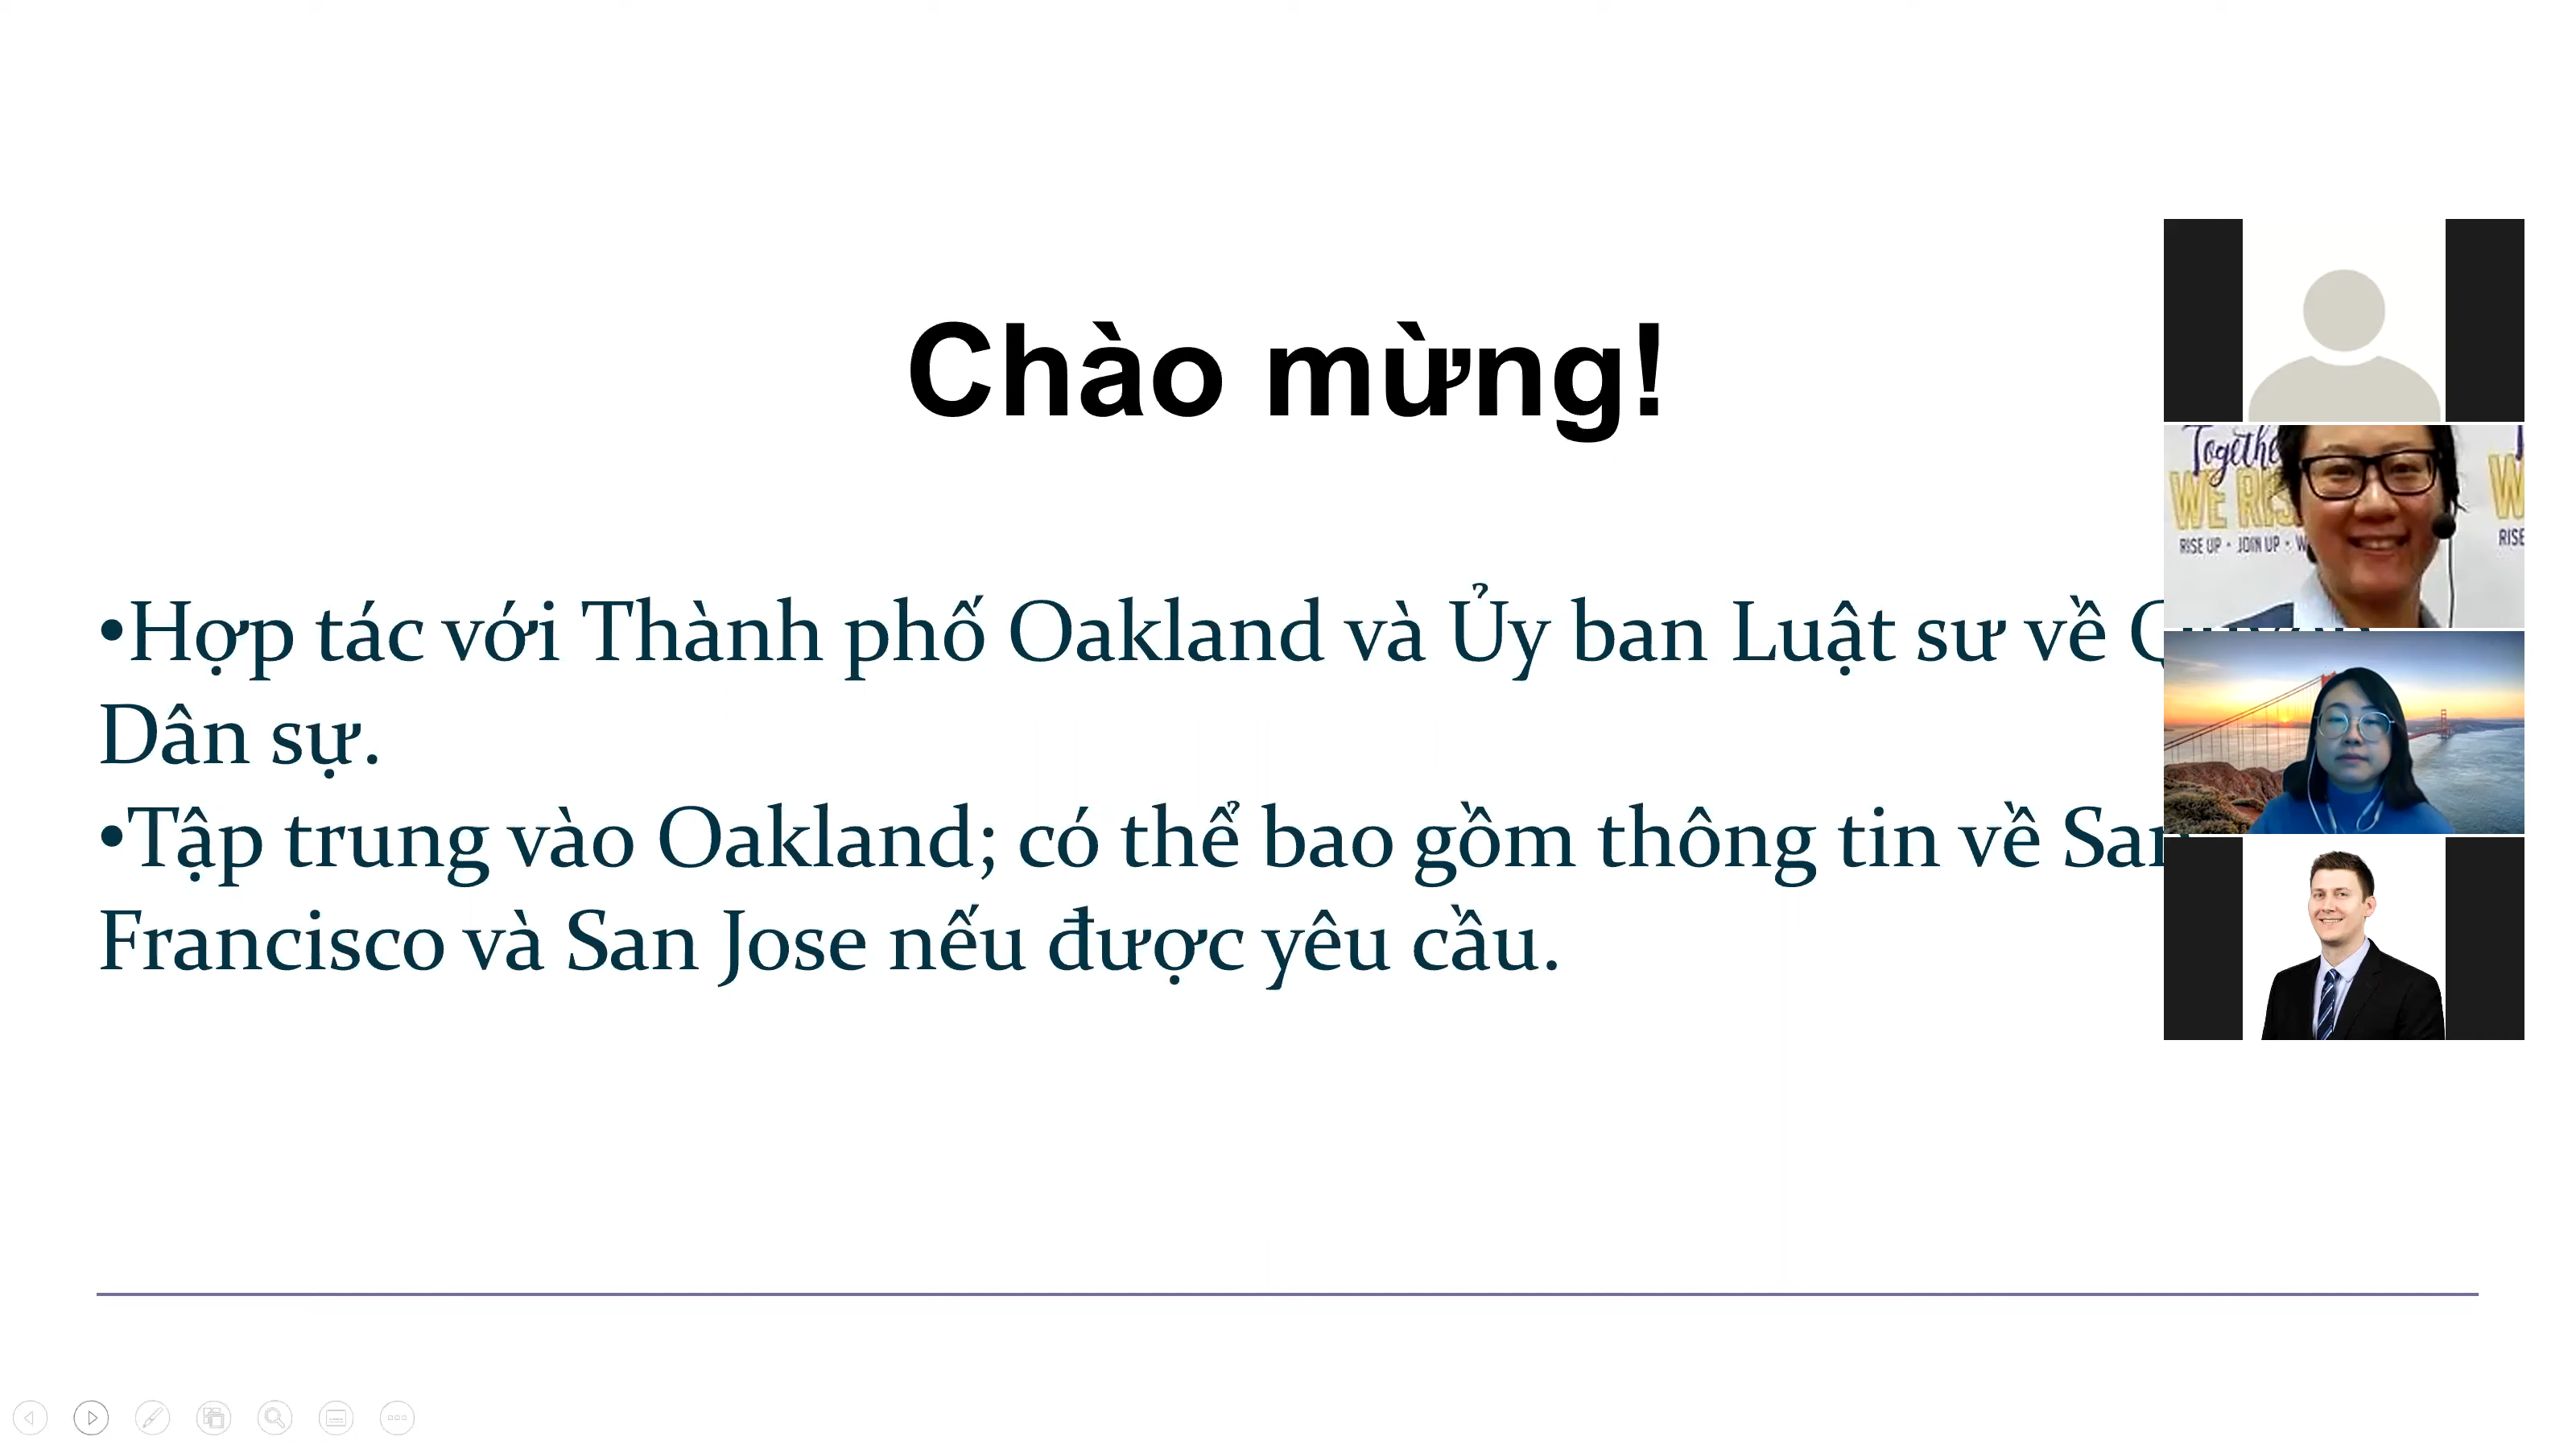 Chào mừng!
•Hợp tác với Thành phố Oakland và Ủy ban Luật sư về
Dân sự.
•Tập trung vào Oakland; có thể bao gồm thông tin về San
Francisco và San Jose nếu được yêu cầu.
Together
WE RISE
RISE UP • JOIN UP •
RISE